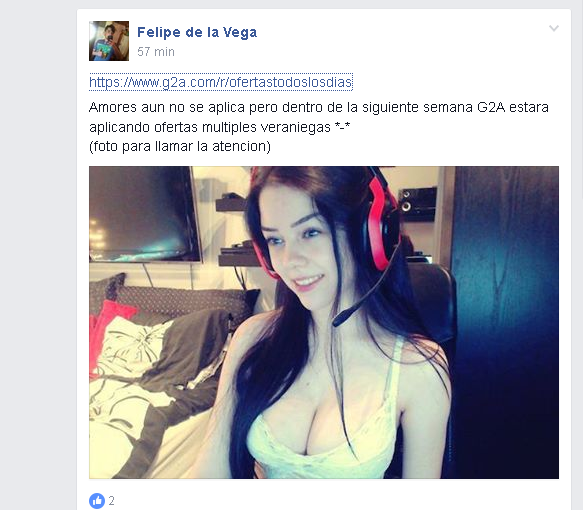 Felipe de la Vega
57 min
https://www.g2a.com/r/ofertastodoslosdias
Amores aun no se aplica pero dentro de la siguiente semana G2A estara
aplicando ofertas multiples veraniegas *-*
(foto para llamar la atencion)
2